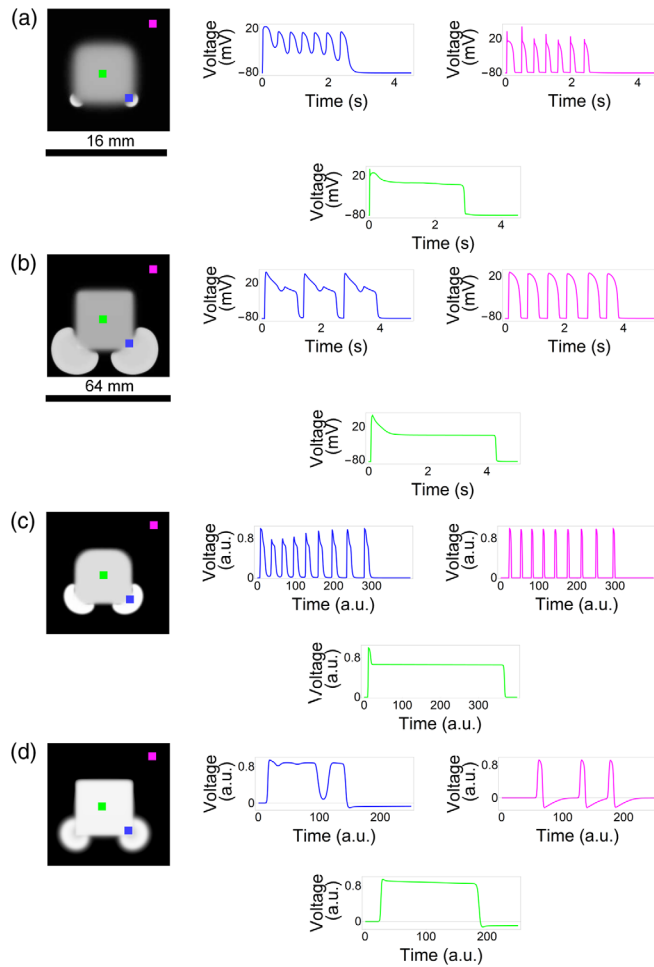 (a)
16 mm
Voltage (mV)
20
−80
0 2 4
Time (s)
Voltage (mV)
20
−80
0 2 4
Time (s)
Voltage (mV)
20
−80
0 2 4
Time (s)
(b)
64 mm
Voltage (mV)
20
−80
0 2 4
Time (s)
Voltage (mV)
20
−80
0 2 4
Time (s)
Voltage (mV)
20
−80
0 2 4
Time (s)
(c)
Voltage (a.u.)
0.8
0
0 100 200 300
Time (a.u.)
Voltage (a.u.)
0.8
0
0 100 200 300
Time (a.u.)
Voltage (a.u.)
0.8
0
0 100 200 300
Time (a.u.)
(d)
Voltage (a.u.)
0.8
0
0 100 200
Time (a.u.)
Voltage (a.u.)
0.8
0
0 100 200
Time (a.u.)
Voltage (a.u.)
0.8
0
0 100 200
Time (a.u.)